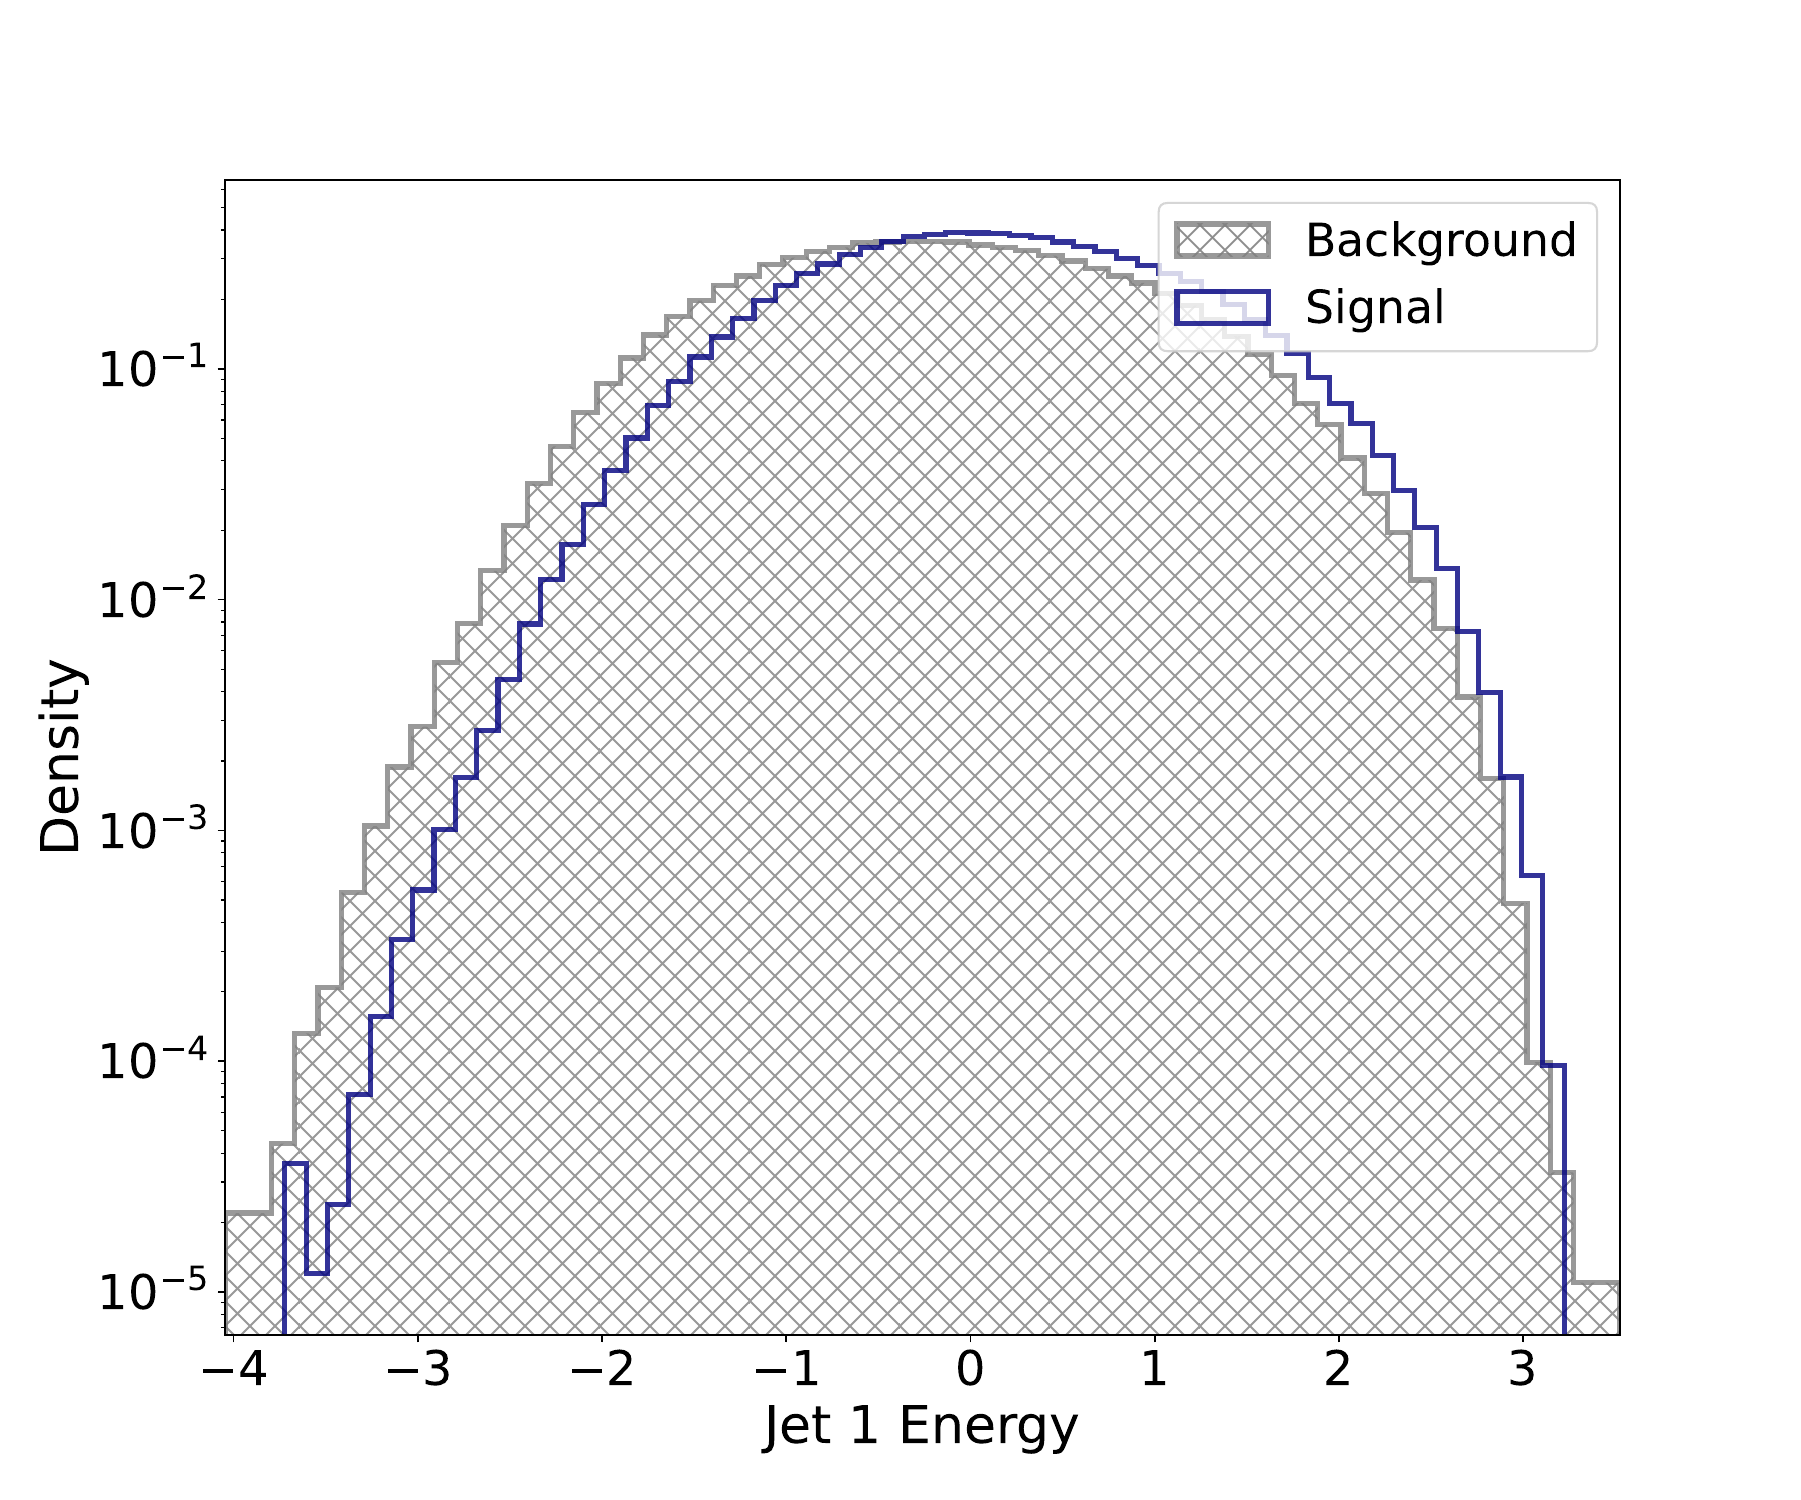 Background
Signal
10⁻¹
10⁻²
10⁻³
10⁻⁴
10⁻⁵
Density
−4 −3 −2 −1 0 1 2 3
Jet 1 Energy